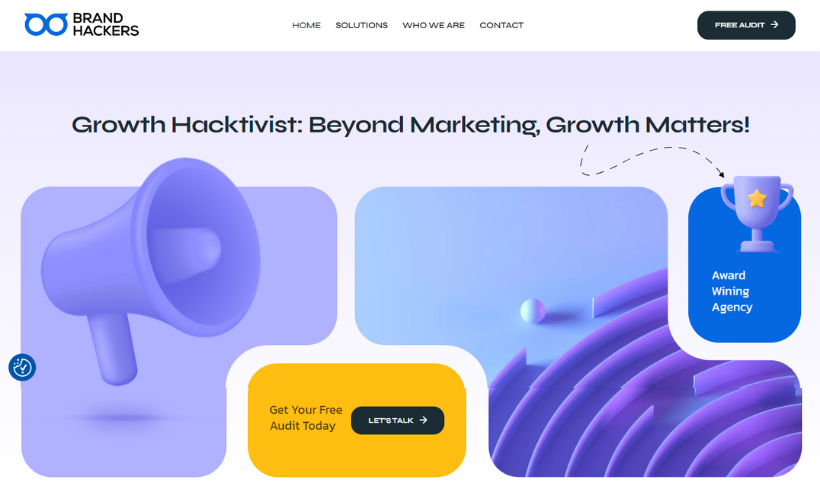 BRAND
HACKERS
HOME SOLUTIONS WHO WE ARE CONTACT
FREE AUDIT
Growth Hacktivist: Beyond Marketing, Growth Matters!
Award
Wining
Agency
Get Your Free
Audit Today
LET'S TALK